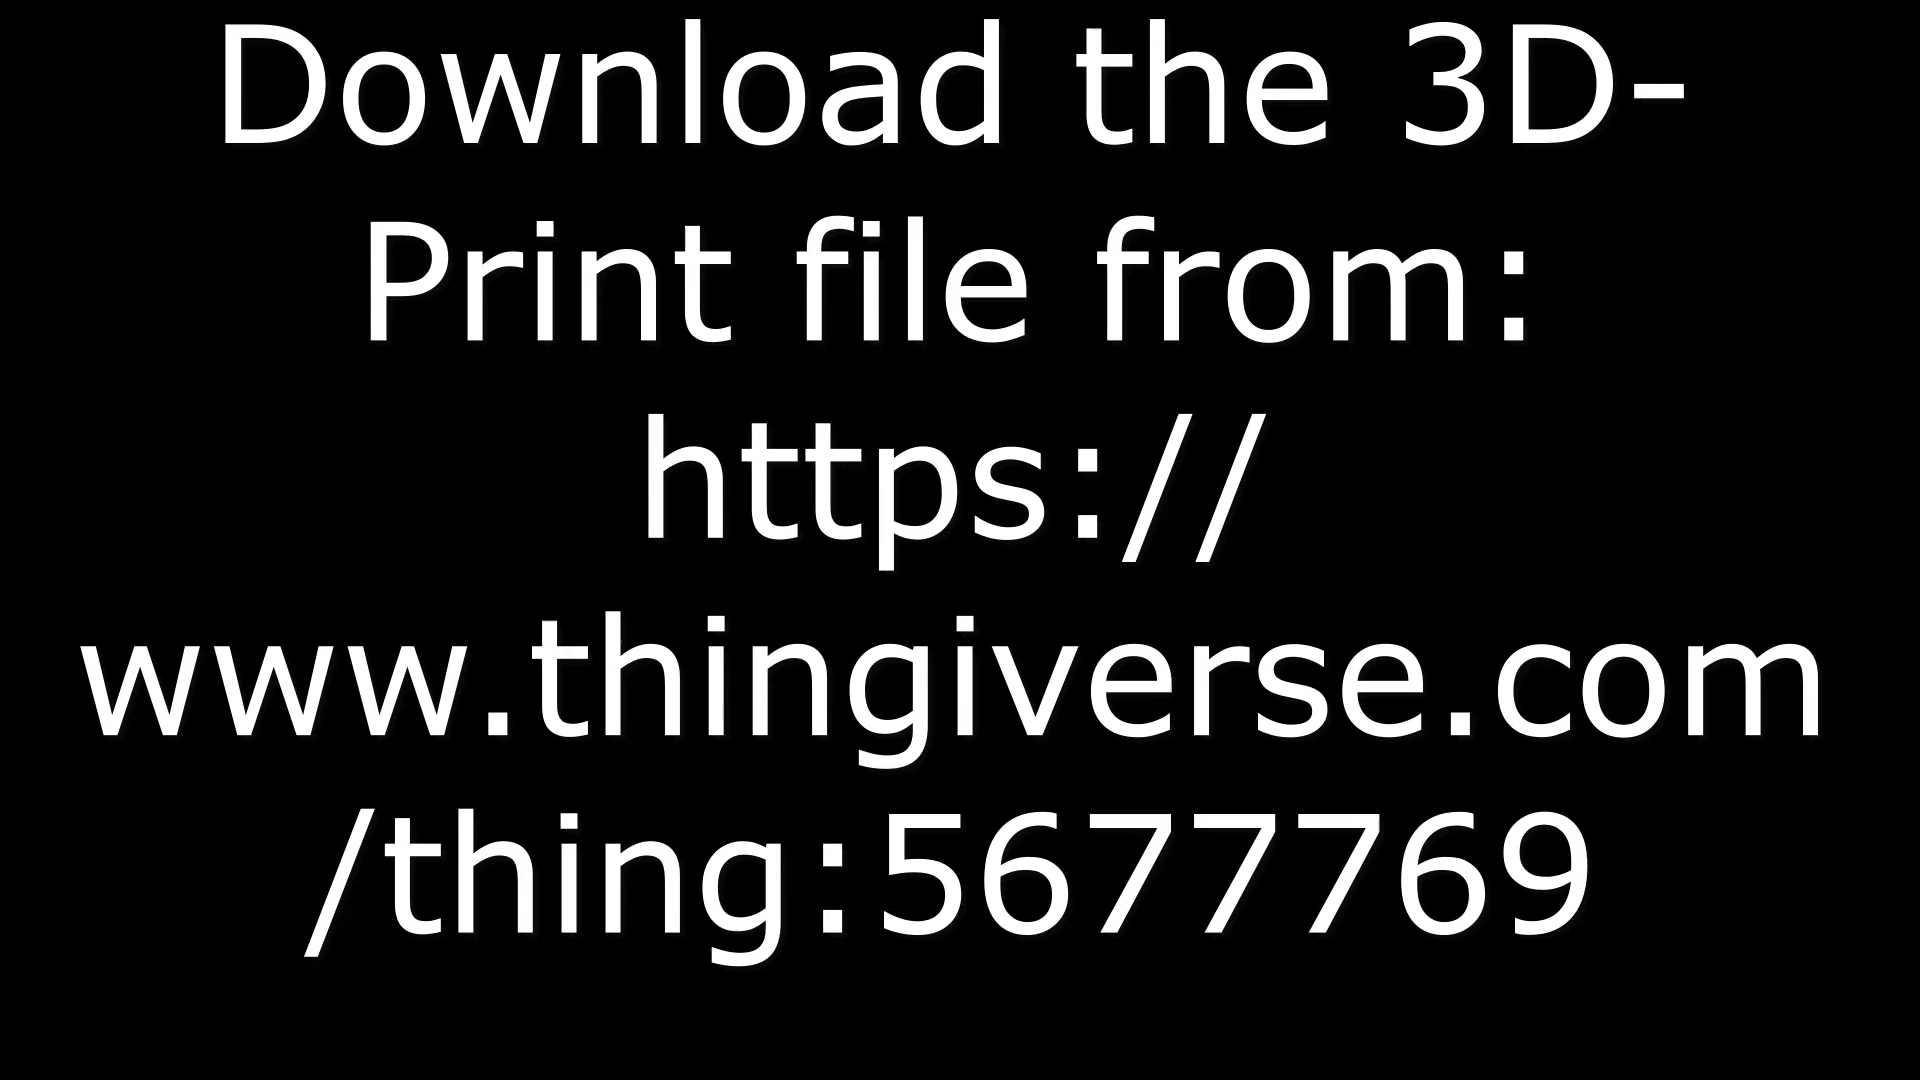 Download the 3D-
Print file from:
https://
www.thingiverse.com
/thing:5677769